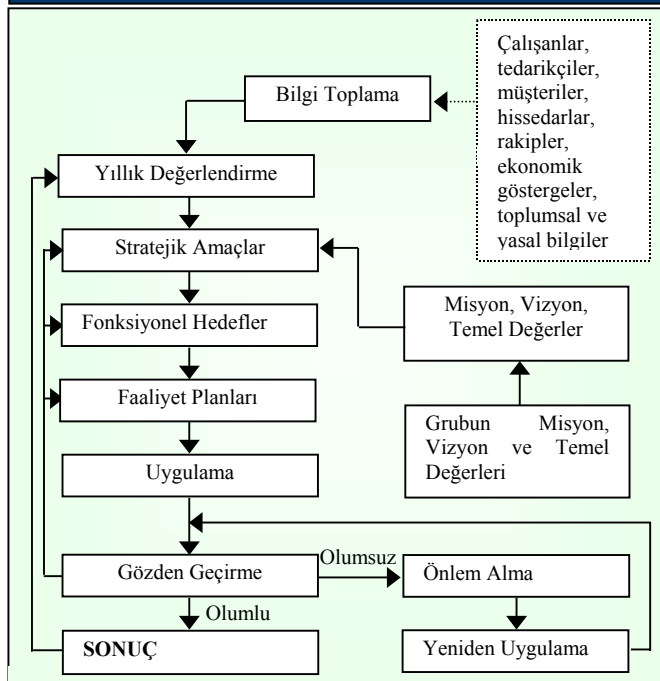 Çalışanlar,
tedarikçiler,
müşteriler,
hissedarlar,
rakipler,
ekonomik
göstergeler,
toplumsal ve
yasal bilgiler
Bilgi Toplama
Yıllık Değerlendirme
Stratejik Amaçlar
Misyon, Vizyon,
Temel Değerler
Fonksiyonel Hedefler
Faaliyet Planları
Grubun Misyon,
Vizyon ve Temel
Değerleri
Uygulama
Gözden Geçirme
Olumsuz
Önlem Alma
Olumlu
SONUÇ
Yeniden Uygulama